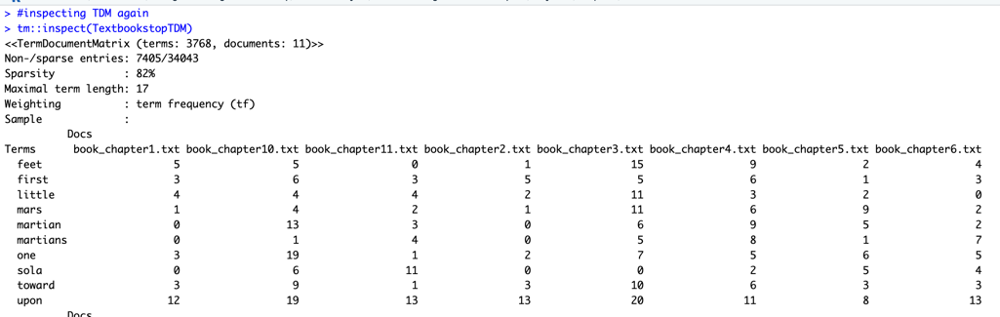 > #inspecting TDM again
> tm::inspect(TextbookstopTDM)
<<TermDocumentMatrix (terms: 3768, documents: 11)>>
Non-/sparse entries: 7405/34043
Sparsity           : 82%
Maximal term length: 17
Weighting          : term frequency (tf)
Sample             :
          Docs
Terms      book_chapter1.txt book_chapter10.txt book_chapter11.txt book_chapter2.txt book_chapter3.txt book_chapter4.txt book_chapter5.txt book_chapter6.txt
  feet                     5                  5                  0                 1                15                 9                 2                 4
  first                    3                  6                  3                 5                 5                 6                 1                 3
  little                   4                  4                  4                 2                11                 3                 2                 0
  mars                     1                  4                  2                 1                11                 6                 9                 2
  martian                  0                 13                  3                 0                 6                 9                 5                 2
  martians                 0                  1                  4                 0                 5                 8                 1                 7
  one                      3                 19                  1                 2                 7                 5                 6                 5
  sola                     0                  6                 11                 0                 0                 2                 5                 4
  toward                   3                  9                  1                 3                10                 6                 3                 3
  upon                    12                 19                 13                13                20                11                 8                13
          Docs